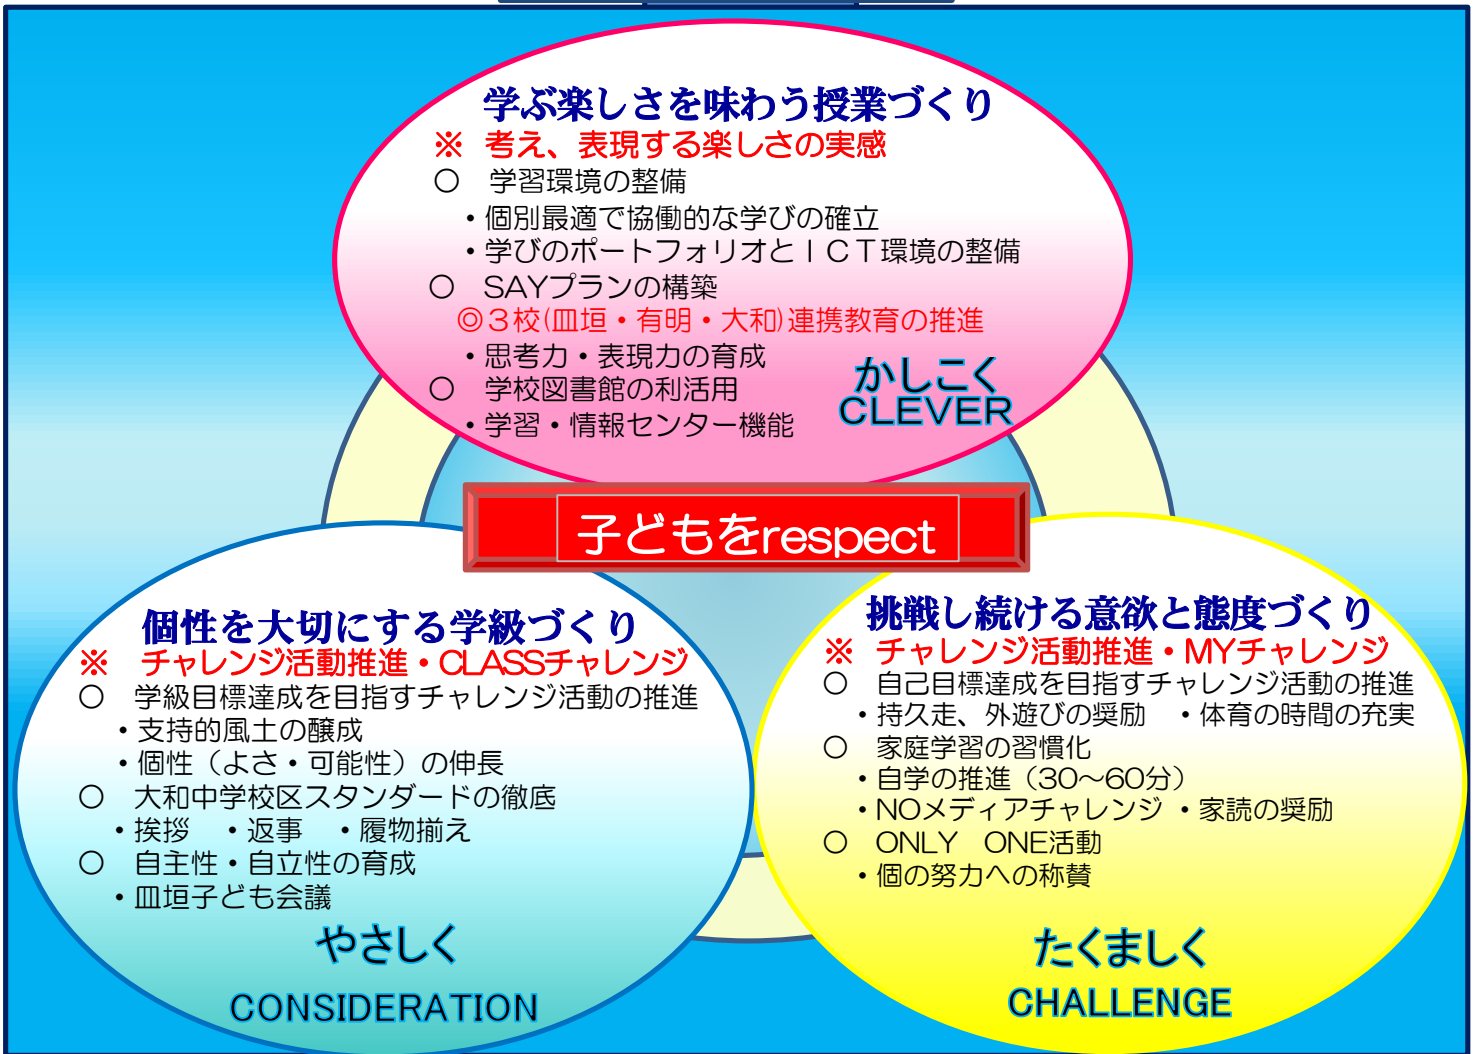 学ぶ楽しさを味わう授業づくり
※ 考え、表現する楽しさの実感
○ 学習環境の整備
・個別最適で協働的な学びの確立
・学びのポートフォリオとＩＣＴ環境の整備
○ SAYプランの構築
◎３校(皿垣・有明・大和)連携教育の推進
・思考力・表現力の育成
○ 学校図書館の利活用
・学習・情報センター機能
かしこく
CLEVER
子どもをrespect
個性を大切にする学級づくり
※ チャレンジ活動推進・CLASSチャレンジ
○ 学級目標達成を目指すチャレンジ活動の推進
・支持的風土の醸成
・個性（よさ・可能性）の伸長
○ 大和中学校区スタンダードの徹底
・挨拶 ・返事 ・履物揃え
○ 自主性・自立性の育成
・皿垣子ども会議
やさしく
CONSIDERATION
挑戦し続ける意欲と態度づくり
※ チャレンジ活動推進・MYチャレンジ
○ 自己目標達成を目指すチャレンジ活動の推進
・持久走、外遊びの奨励 ・体育の時間の充実
○ 家庭学習の習慣化
・自学の推進（30～60分）
・NOメディアチャレンジ ・家読の奨励
○ ONLY ONE活動
・個の努力への称賛
たくましく
CHALLENGE